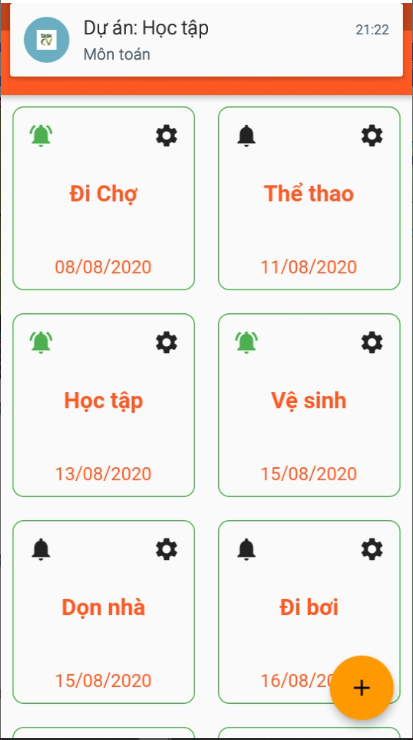 Dự án: Học tập
21:22
Môn toán
Đi Chợ
08/08/2020
Thể thao
11/08/2020
Học tập
13/08/2020
Vệ sinh
15/08/2020
Dọn nhà
15/08/2020
Đi bơi
16/08/20